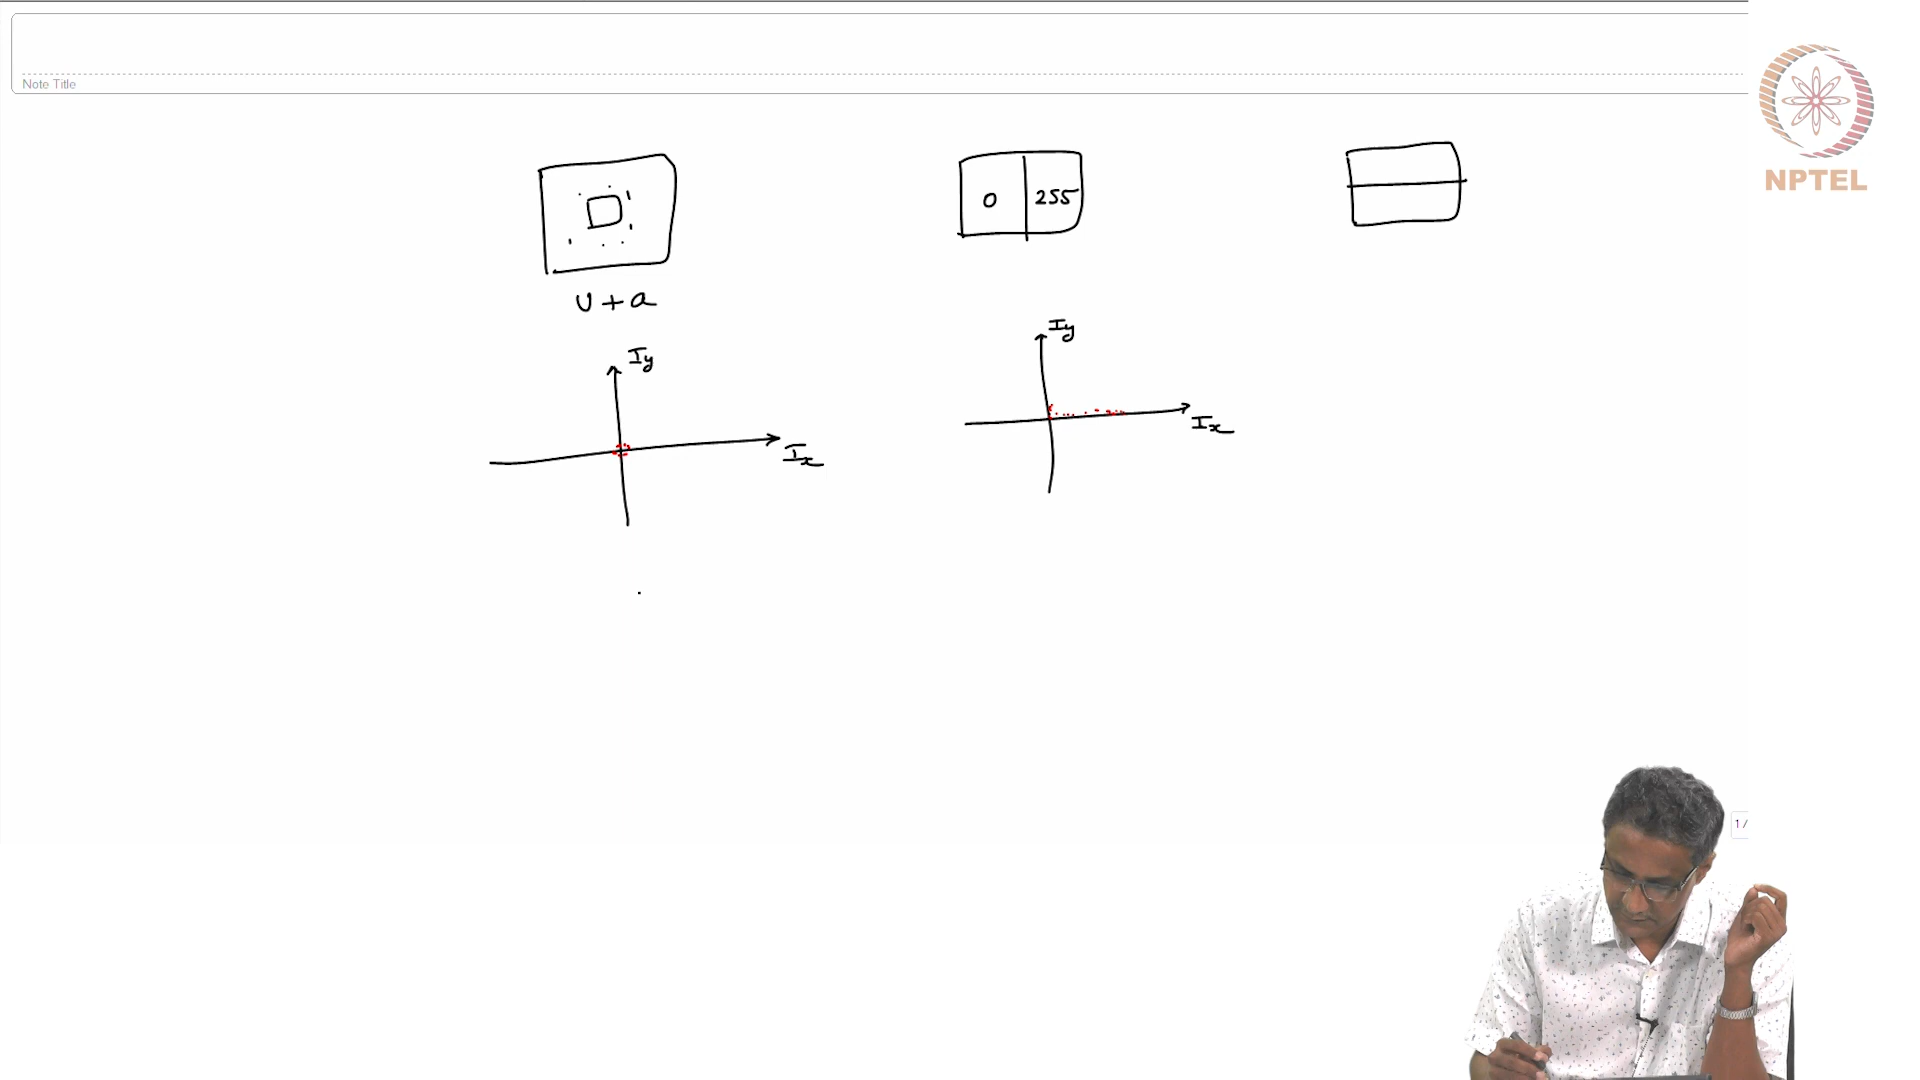 Note Title
NPTEL
0 255
U + a
Iy
Ix
Iy
Ix
1 /